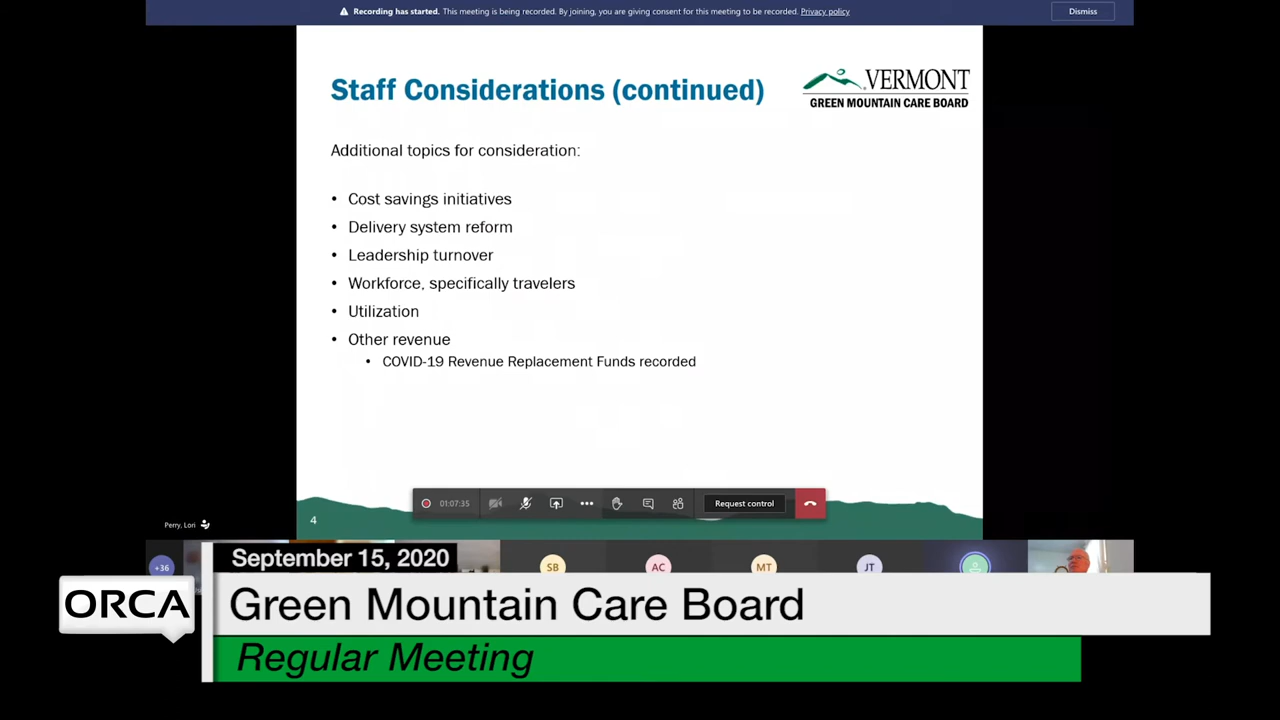 Recording has started. This meeting is being recorded. By joining, you are giving consent for this meeting to be recorded. Privacy policy
Dismiss
Staff Considerations (continued)
VERMONT
GREEN MOUNTAIN CARE BOARD
Additional topics for consideration:
• Cost savings initiatives
• Delivery system reform
• Leadership turnover
• Workforce, specifically travelers
• Utilization
• Other revenue
• COVID-19 Revenue Replacement Funds recorded
01:07:35
Request control
4
Perry, Lori
+36
SB
AC
MT
JT
September 15, 2020
ORCA
Green Mountain Care Board
Regular Meeting